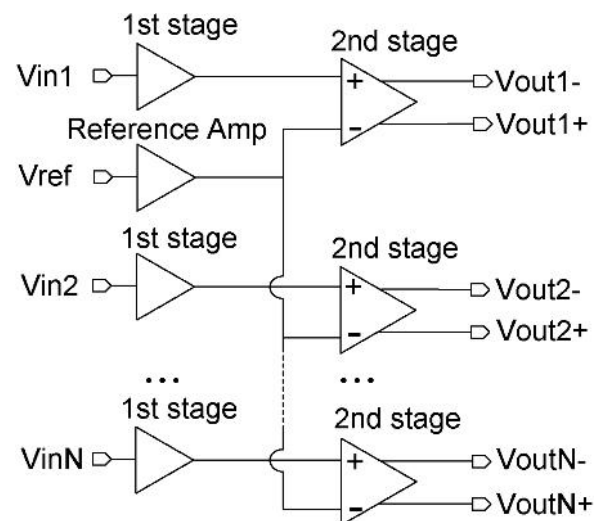 1st stage
2nd stage
Vin1
+
-
Vout1-
Vout1+
Reference Amp
Vref
1st stage
2nd stage
Vin2
+
-
Vout2-
Vout2+
... ...
1st stage
2nd stage
VinN
+
-
VoutN-
VoutN+